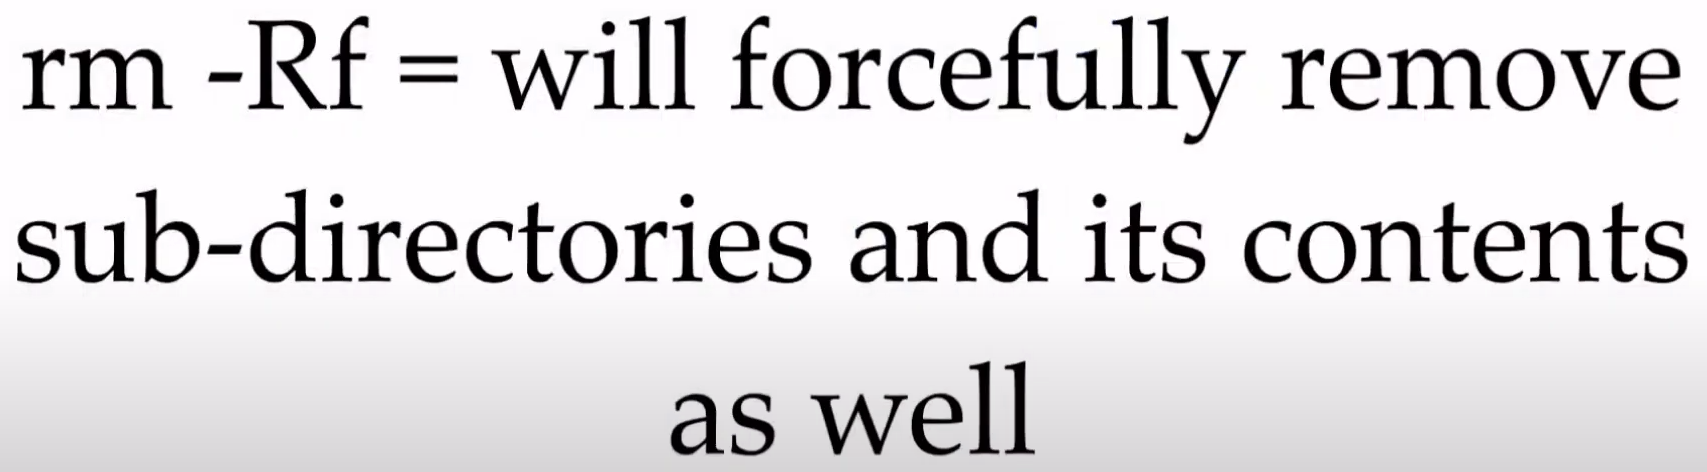 rm -Rf = will forcefully remove
sub-directories and its contents
as well